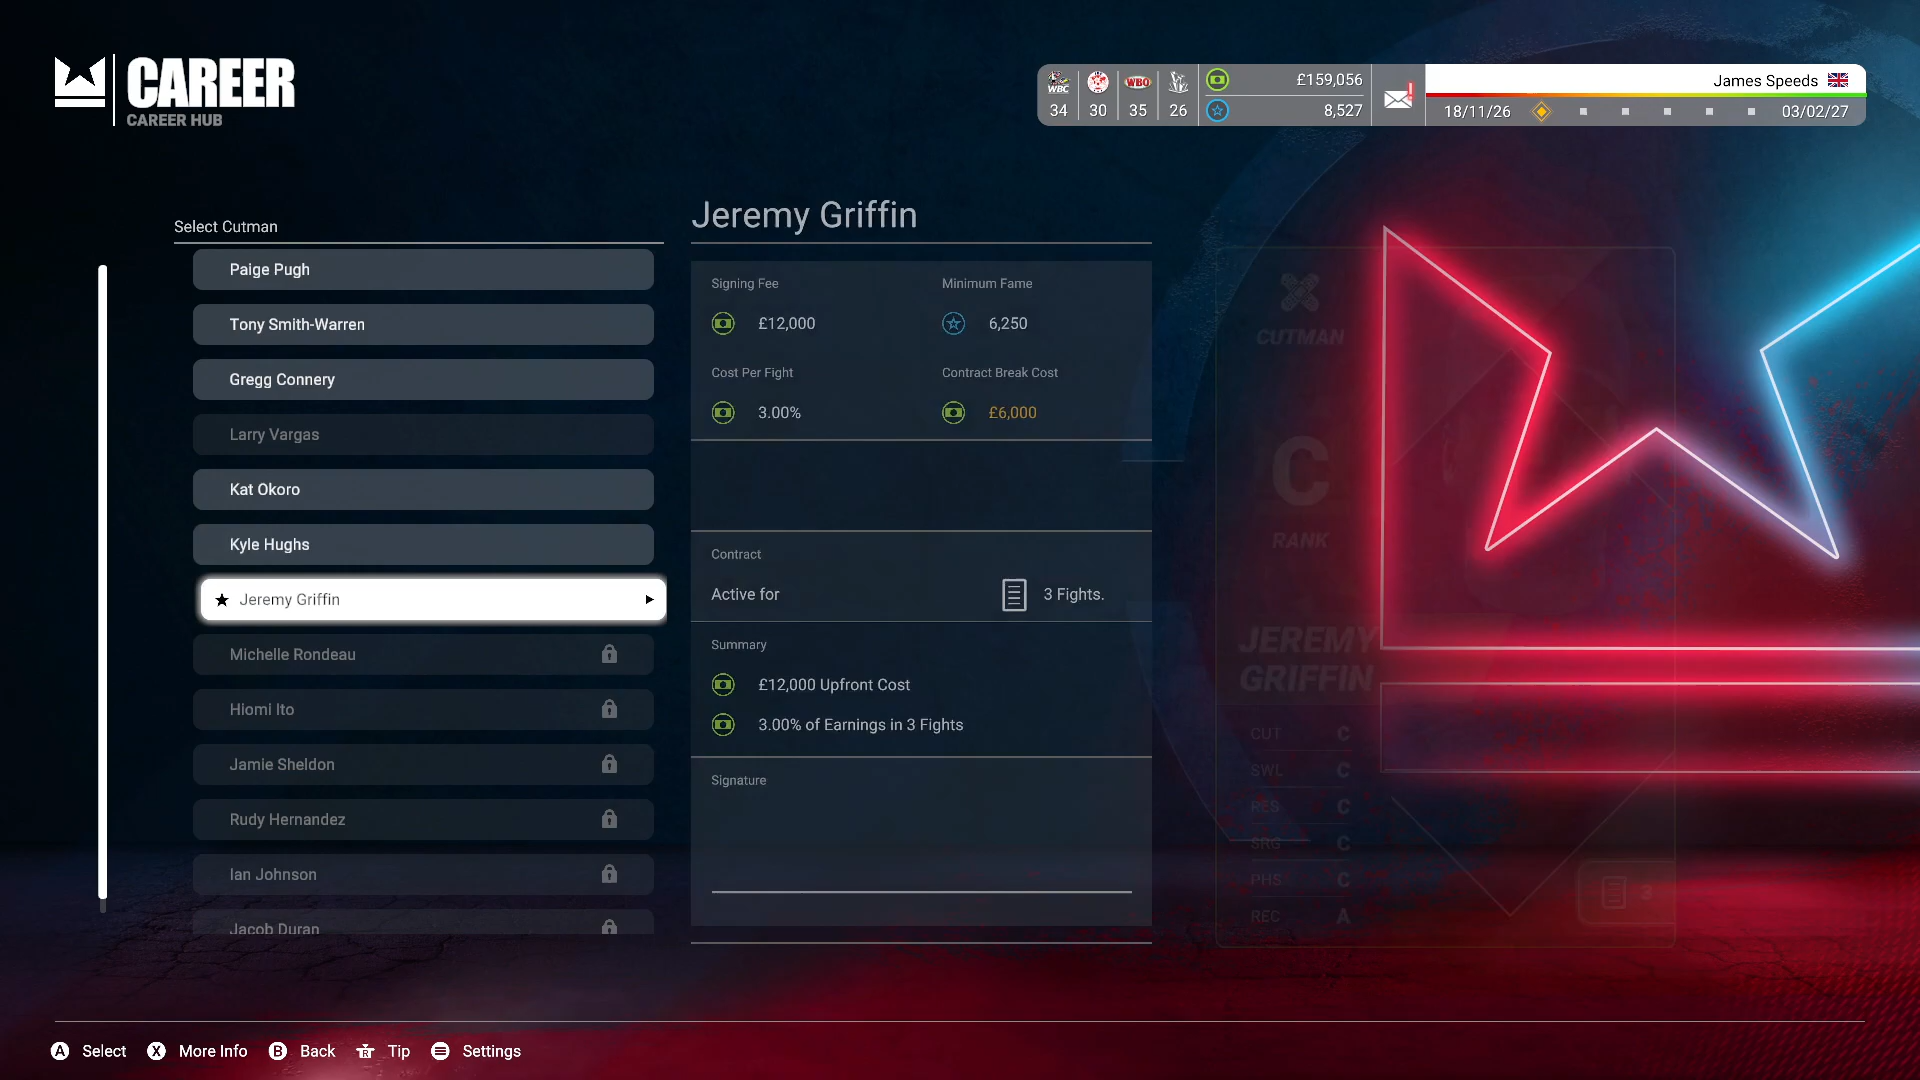 CAREER
CAREER HUB
WBC
WBO
34
30
35
26
£159,056
8,527
James Speeds
18/11/26
03/02/27
Select Cutman
Paige Pugh
Tony Smith-Warren
Gregg Connery
Larry Vargas
Kat Okoro
Kyle Hughs
Jeremy Griffin
Michelle Rondeau
Hiomi Ito
Jamie Sheldon
Rudy Hernandez
Ian Johnson
Jacob Duran
Jeremy Griffin
Signing Fee
Minimum Fame
£12,000
6,250
Cost Per Fight
Contract Break Cost
3.00%
£6,000
Contract
Active for
3 Fights.
Summary
£12,000 Upfront Cost
3.00% of Earnings in 3 Fights
Signature
CUTMAN
C
RANK
JEREMY
GRIFFIN
CUT C
SWL C
RES C
SRG C
PHS C
REC A
3
A Select
X More Info
B Back
R Tip
Settings